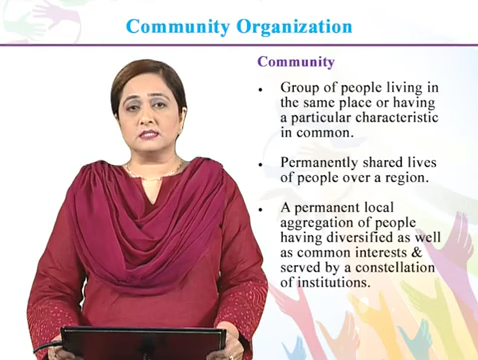 Community Organization
Community
• Group of people living in
the same place or having
a particular characteristic
in common.
• Permanently shared lives
of people over a region.
• A permanent local
aggregation of people
having diversified as well
as common interests &
served by a constellation
of institutions.